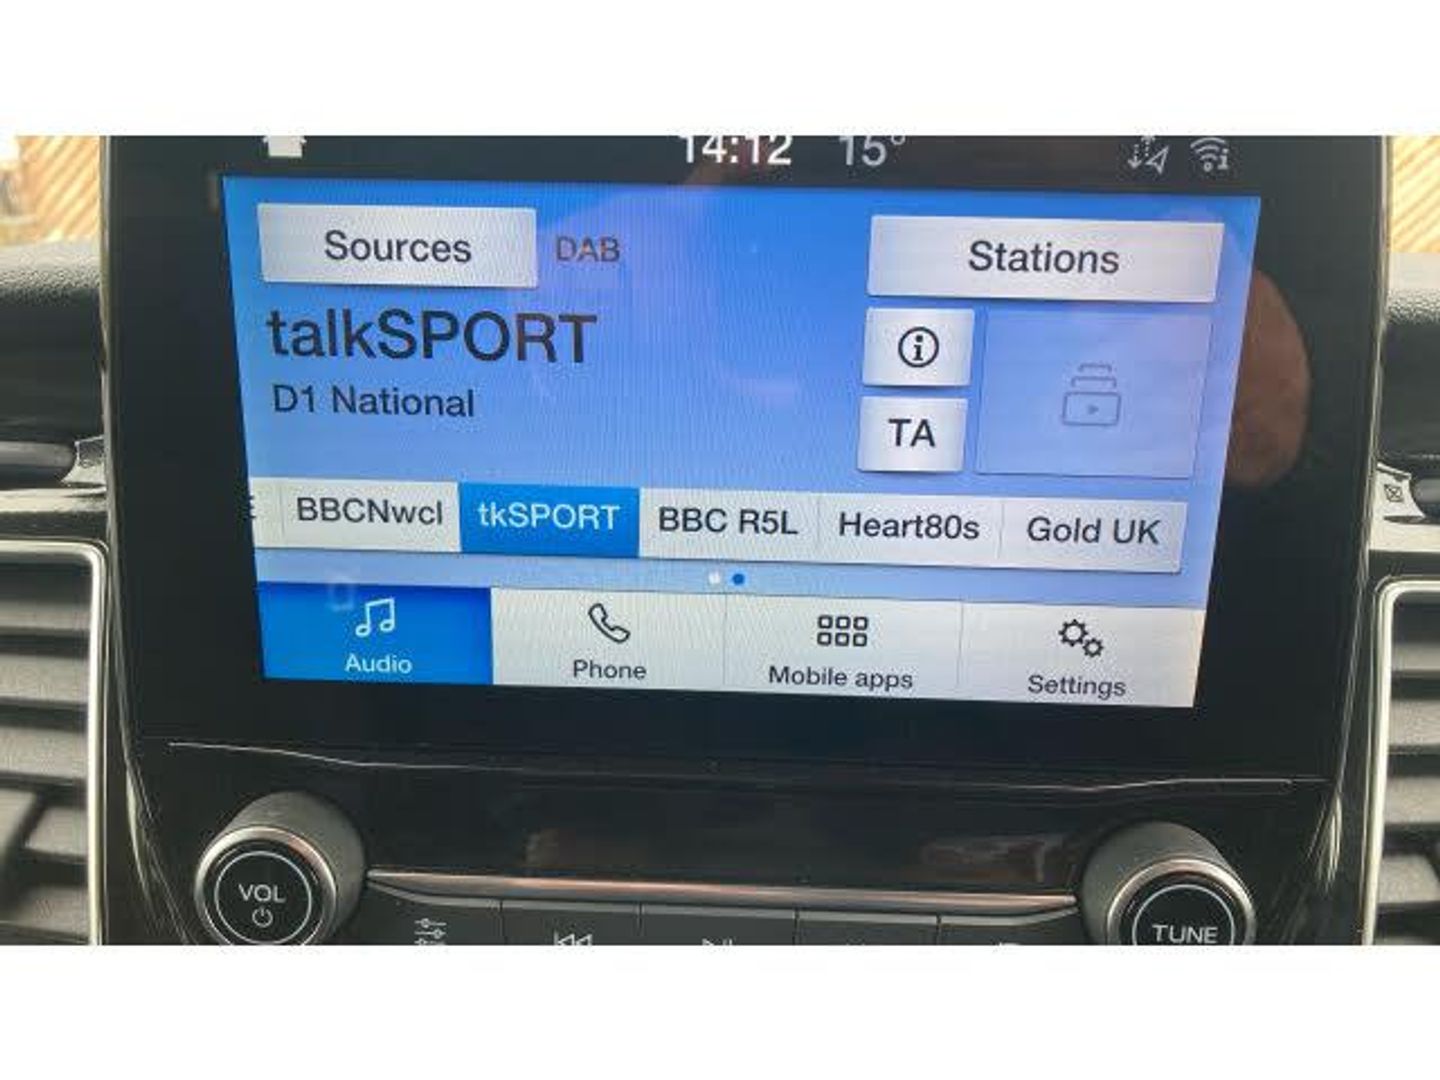 14:12 15°
Sources DAB Stations
talkSPORT
D1 National
TA
BBCNwcl tkSPORT BBC R5L Heart80s Gold UK
Audio Phone Mobile apps Settings
VOL TUNE